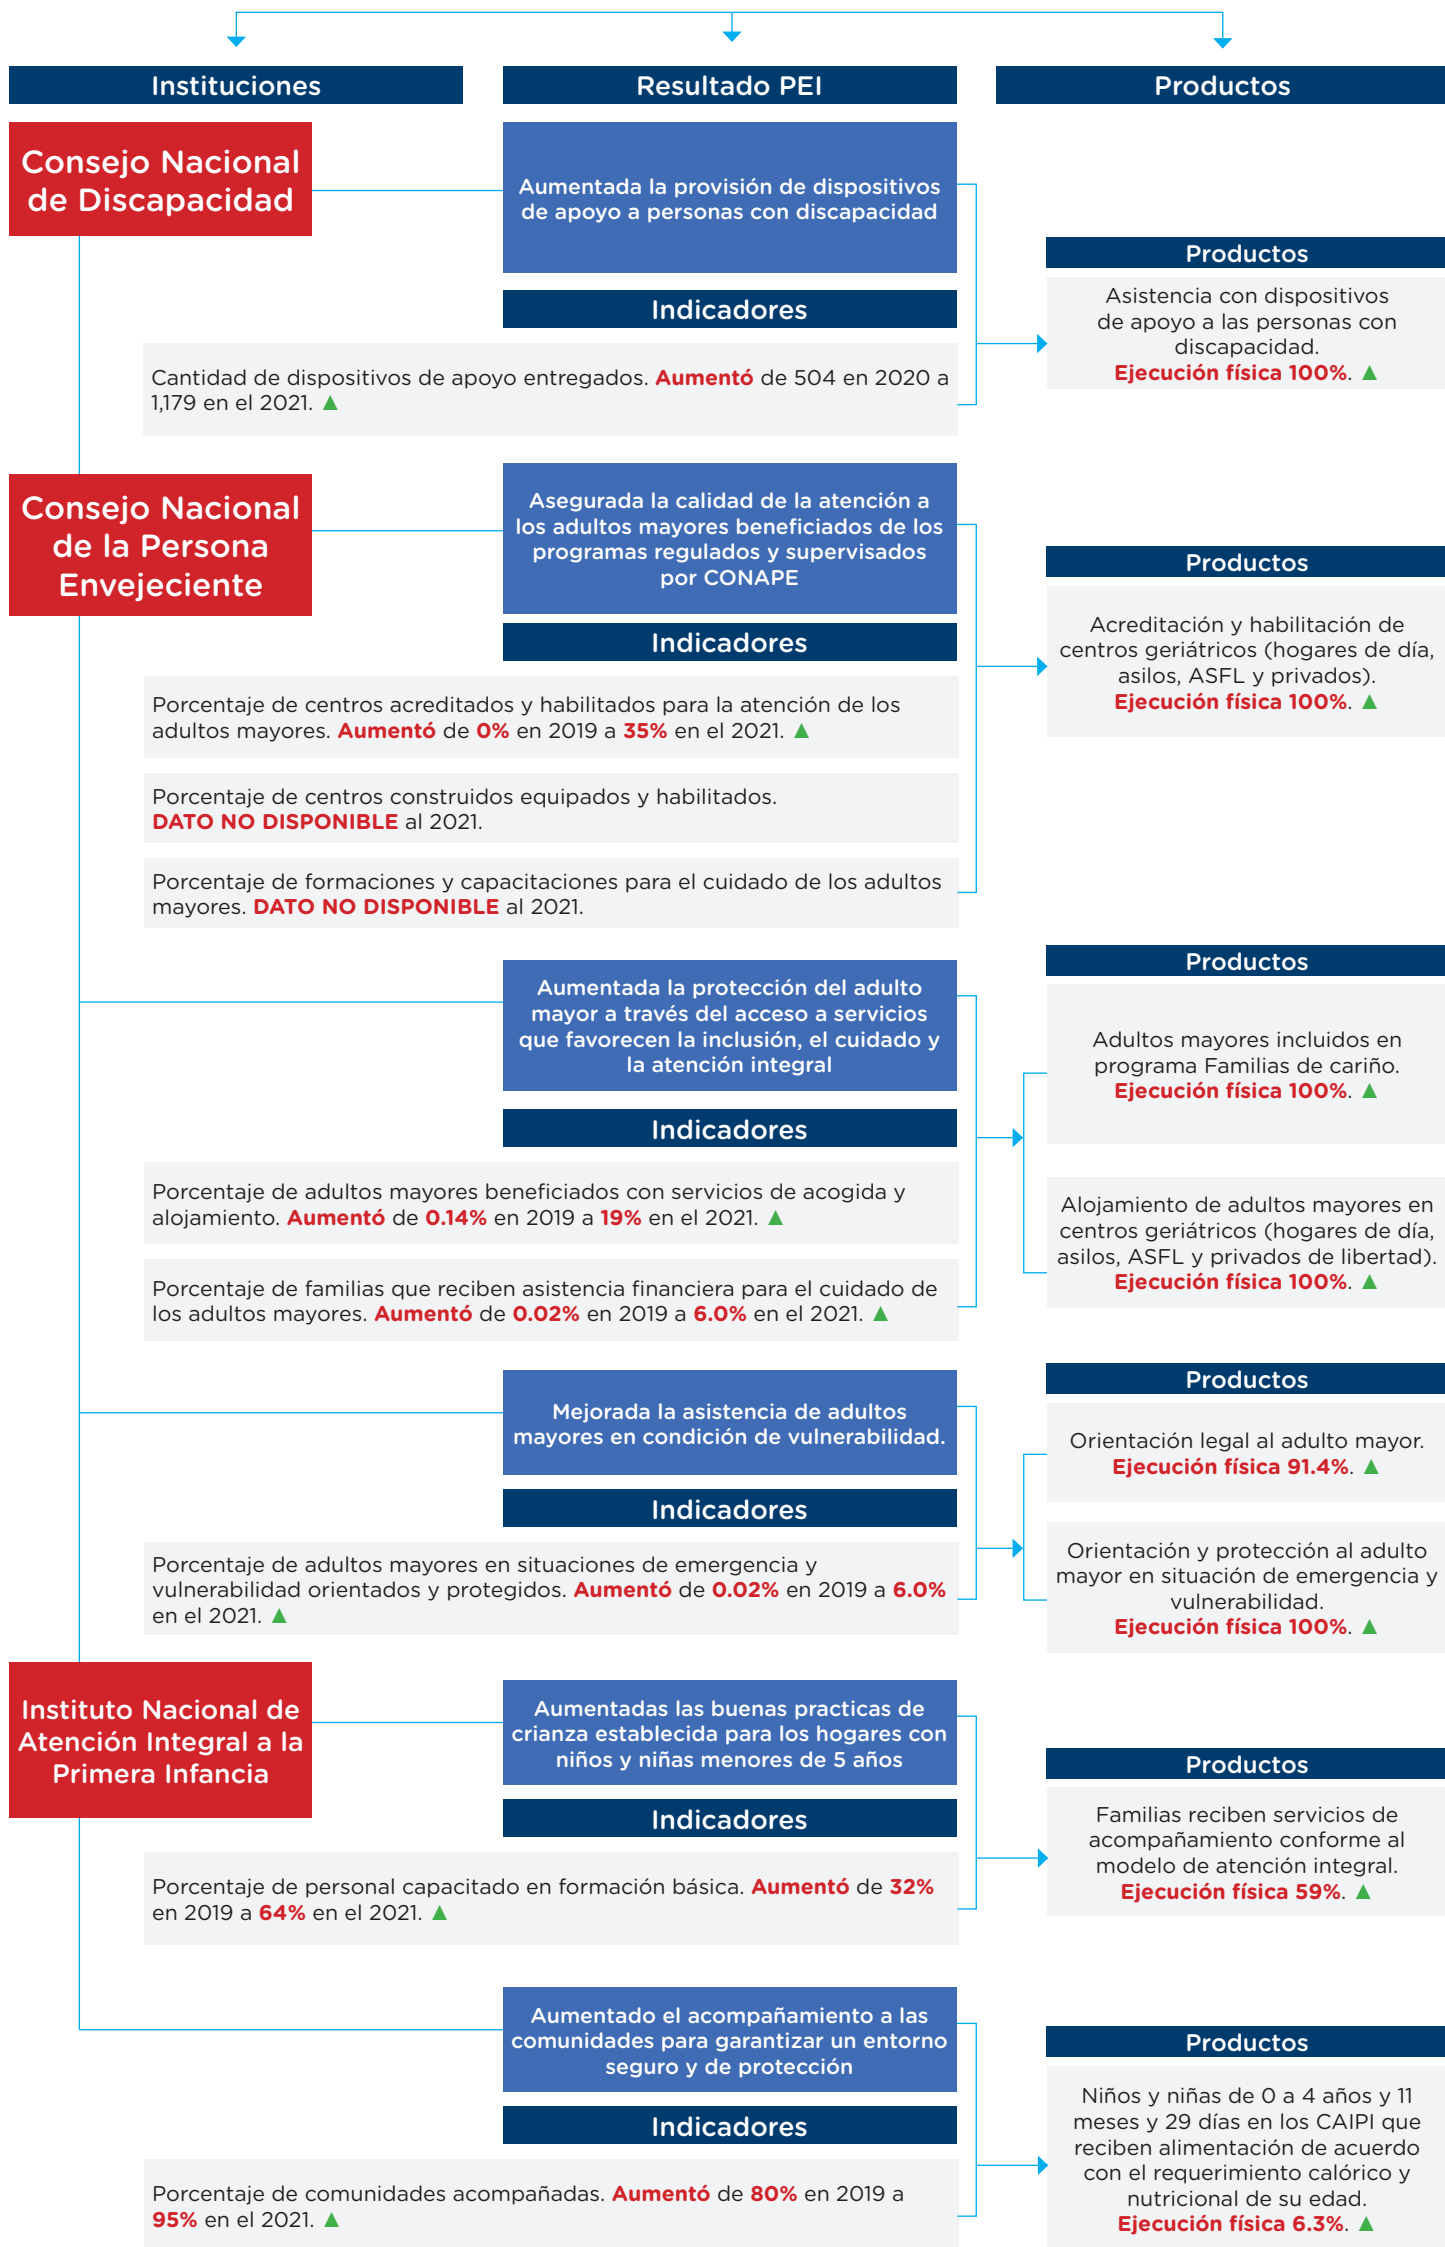 Instituciones
Resultado PEI
Productos
Consejo Nacional
de Discapacidad
Aumentada la provisión de dispositivos
de apoyo a personas con discapacidad
Indicadores
Cantidad de dispositivos de apoyo entregados. Aumentó de 504 en 2020 a
1,179 en el 2021. ▲
Productos
Asistencia con dispositivos
de apoyo a las personas con
discapacidad.
Ejecución física 100%. ▲
Consejo Nacional
de la Persona
Envejeciente
Asegurada la calidad de la atención a
los adultos mayores beneficiados de los
programas regulados y supervisados
por CONAPE
Indicadores
Porcentaje de centros acreditados y habilitados para la atención de los
adultos mayores. Aumentó de 0% en 2019 a 35% en el 2021. ▲
Porcentaje de centros construidos equipados y habilitados.
DATO NO DISPONIBLE al 2021.
Porcentaje de formaciones y capacitaciones para el cuidado de los adultos
mayores. DATO NO DISPONIBLE al 2021.
Productos
Acreditación y habilitación de
centros geriátricos (hogares de día,
asilos, ASFL y privados).
Ejecución física 100%. ▲
Aumentada la protección del adulto
mayor a través del acceso a servicios
que favorecen la inclusión, el cuidado y
la atención integral
Indicadores
Porcentaje de adultos mayores beneficiados con servicios de acogida y
alojamiento. Aumentó de 0.14% en 2019 a 19% en el 2021. ▲
Porcentaje de familias que reciben asistencia financiera para el cuidado de
los adultos mayores. Aumentó de 0.02% en 2019 a 6.0% en el 2021. ▲
Productos
Adultos mayores incluidos en
programa Familias de cariño.
Ejecución física 100%. ▲
Alojamiento de adultos mayores en
centros geriátricos (hogares de día,
asilos, ASFL y privados de libertad).
Ejecución física 100%. ▲
Mejorada la asistencia de adultos
mayores en condición de vulnerabilidad.
Indicadores
Porcentaje de adultos mayores en situaciones de emergencia y
vulnerabilidad orientados y protegidos. Aumentó de 0.02% en 2019 a 6.0%
en el 2021. ▲
Productos
Orientación legal al adulto mayor.
Ejecución física 91.4%. ▲
Orientación y protección al adulto
mayor en situación de emergencia y
vulnerabilidad.
Ejecución física 100%. ▲
Instituto Nacional de
Atención Integral a la
Primera Infancia
Aumentadas las buenas practicas de
crianza establecida para los hogares con
niños y niñas menores de 5 años
Indicadores
Porcentaje de personal capacitado en formación básica. Aumentó de 32%
en 2019 a 64% en el 2021. ▲
Productos
Familias reciben servicios de
acompañamiento conforme al
modelo de atención integral.
Ejecución física 59%. ▲
Aumentado el acompañamiento a las
comunidades para garantizar un entorno
seguro y de protección
Indicadores
Porcentaje de comunidades acompañadas. Aumentó de 80% en 2019 a
95% en el 2021. ▲
Productos
Niños y niñas de 0 a 4 años y 11
meses y 29 días en los CAIPI que
reciben alimentación de acuerdo
con el requerimiento calórico y
nutricional de su edad.
Ejecución física 6.3%. ▲